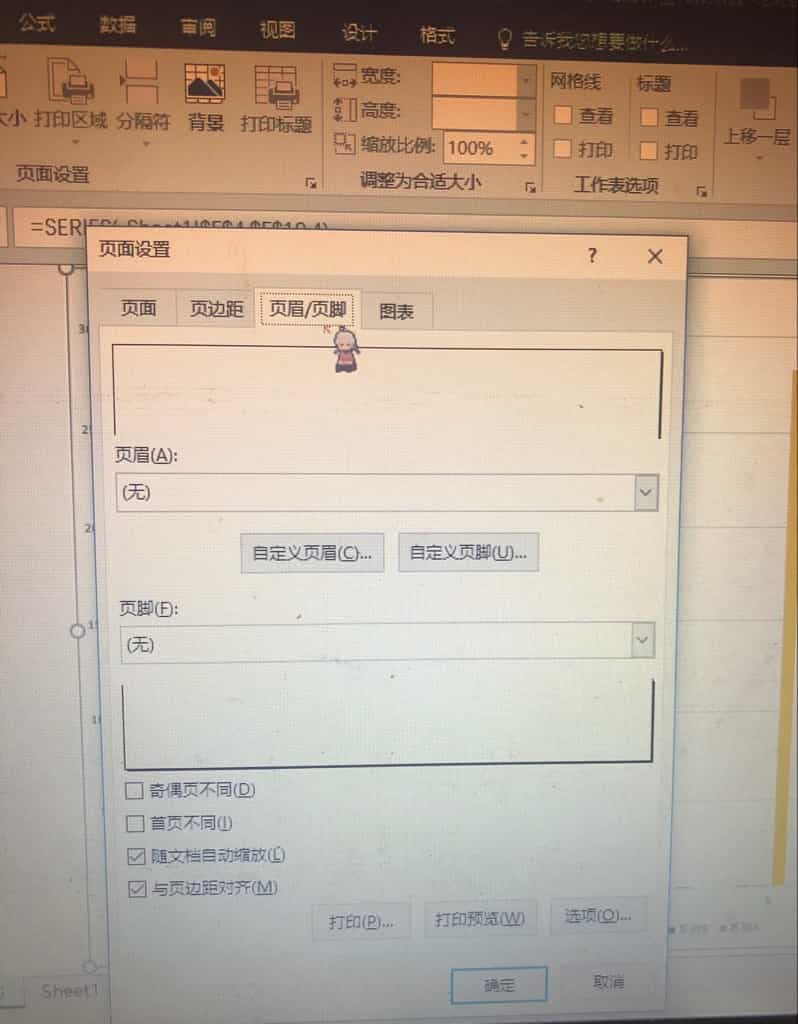 公式 数据 审阅 视图 设计 格式 告诉我您想要做什么...
大小 打印区域 分隔符 背景 打印标题
宽度:
高度:
缩放比例: 100%
网格线 标题
查看 查看
打印 打印
上移一层
页面设置 调整为合适大小 工作表选项
页面设置 ? ×
页面 页边距 页眉/页脚 图表
页眉(A):
(无)
自定义页眉(C)... 自定义页脚(U)...
页脚(F):
(无)
奇偶页不同(D)
首页不同(I)
随文档自动缩放(L)
与页边距对齐(M)
打印(P)... 打印预览(W) 选项(O)...
确定 取消
Sheet1